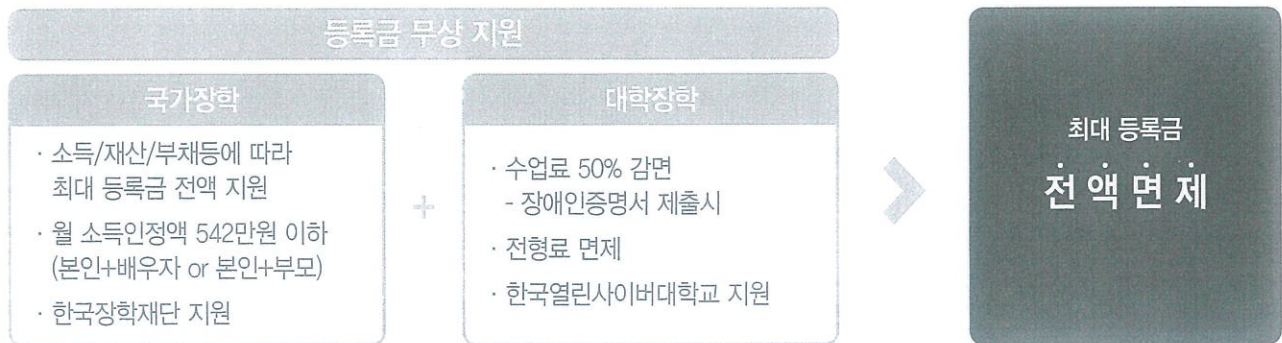 등록금 무상 지원
국가장학
· 소득/재산/부채등에 따라
최대 등록금 전액 지원
· 월 소득인정액 542만원 이하
(본인+배우자 or 본인+부모)
· 한국장학재단 지원
+
대학장학
· 수업료 50% 감면
- 장애인증명서 제출시
· 전형료 면제
· 한국열린사이버대학교 지원
최대 등록금
전액면제